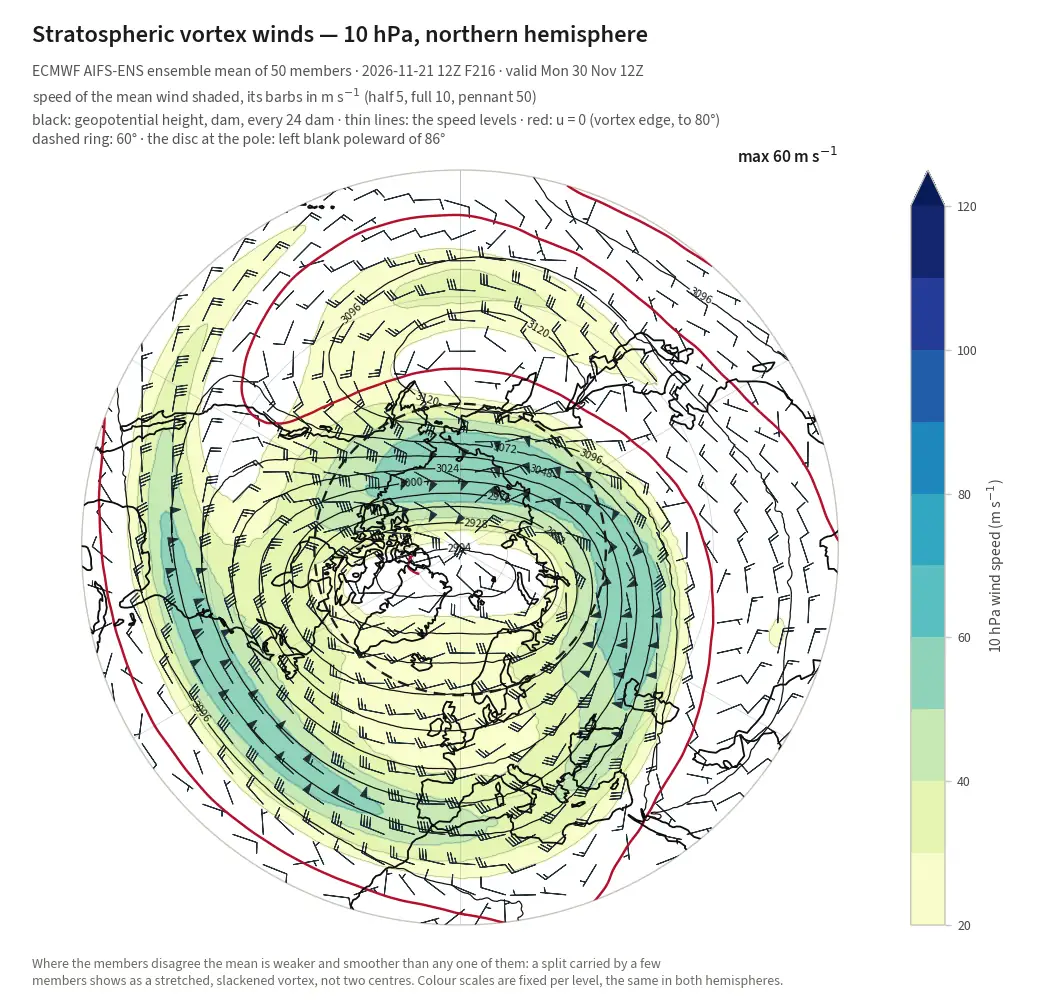 Stratospheric vortex winds — 10 hPa, northern hemisphere
ECMWF AIFS-ENS ensemble mean of 50 members · 2026-11-21 12Z F216 · valid Mon 30 Nov 12Z
speed of the mean wind shaded, its barbs in m s⁻¹ (half 5, full 10, pennant 50)
black: geopotential height, dam, every 24 dam · thin lines: the speed levels · red: u = 0 (vortex edge, to 80°)
dashed ring: 60° · the disc at the pole: left blank poleward of 86°
max 60 m s⁻¹
120
100
80
60
40
20
10 hPa wind speed (m s⁻¹)
3096
3096
3120
3120
3072
3096
3024
3048
2928
2904
3096
Where the members disagree the mean is weaker and smoother than any one of them: a split carried by a few
members shows as a stretched, slackened vortex, not two centres. Colour scales are fixed per level, the same in both hemispheres.